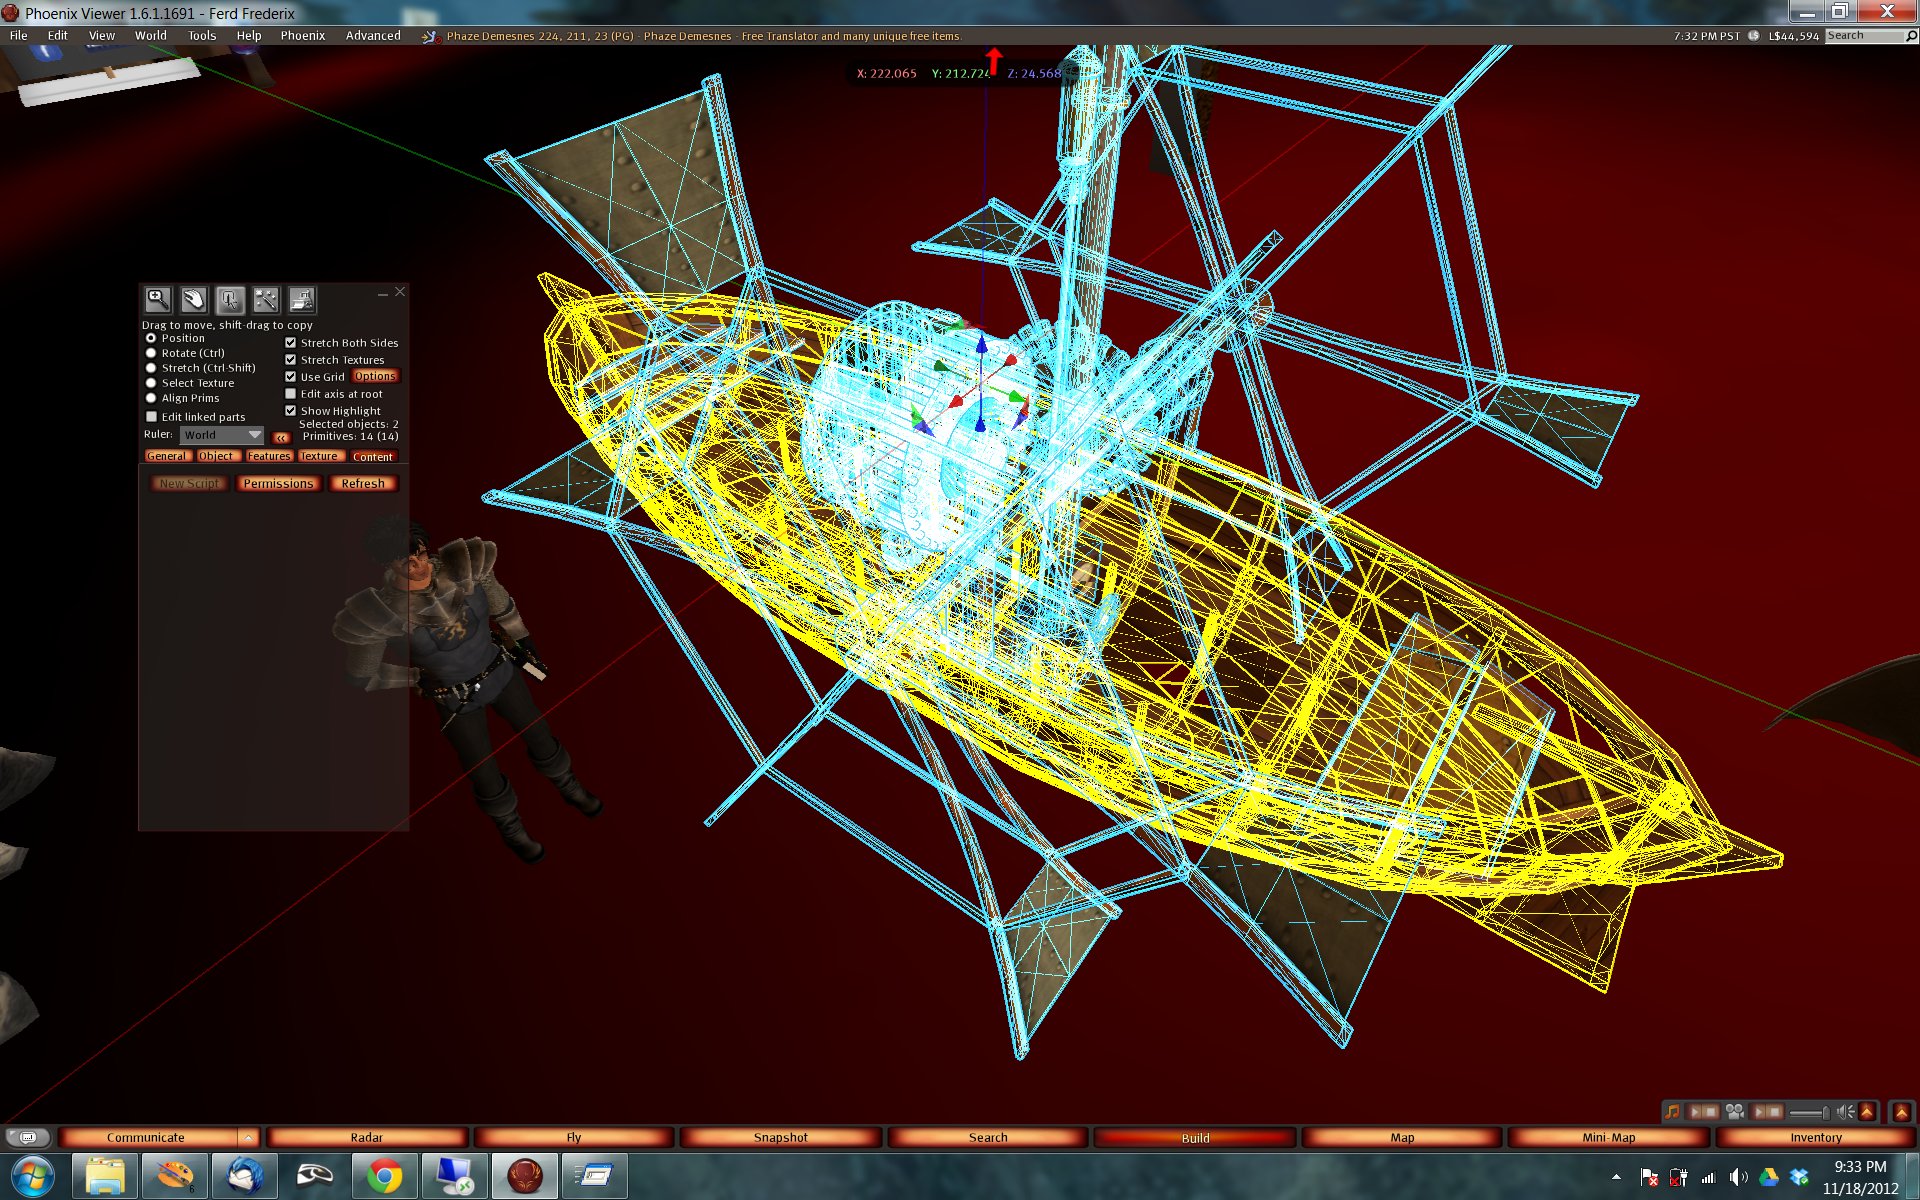 Phoenix Viewer 1.6.1.1691 - Ferd Frederix
File Edit View World Tools Help Phoenix Advanced Phaze Demesnes 224, 211, 23 (PG) - Phaze Demesnes - Free Translator and many unique free items. 7:32 PM PST L$ L$44,594 Search
X: 222.065 Y: 212.724 Z: 24.568
Drag to move, shift-drag to copy
Position
Rotate (Ctrl)
Stretch (Ctrl-Shift)
Select Texture
Align Prims
Edit linked parts
Stretch Both Sides
Stretch Textures
Use Grid Options
Edit axis at root
Show Highlight
Selected objects: 2
Ruler: World << Primitives: 14 (14)
General Object Features Texture Content
New Script Permissions Refresh
Communicate Radar Fly Snapshot Search Build Map Mini-Map Inventory
9:33 PM
11/18/2012